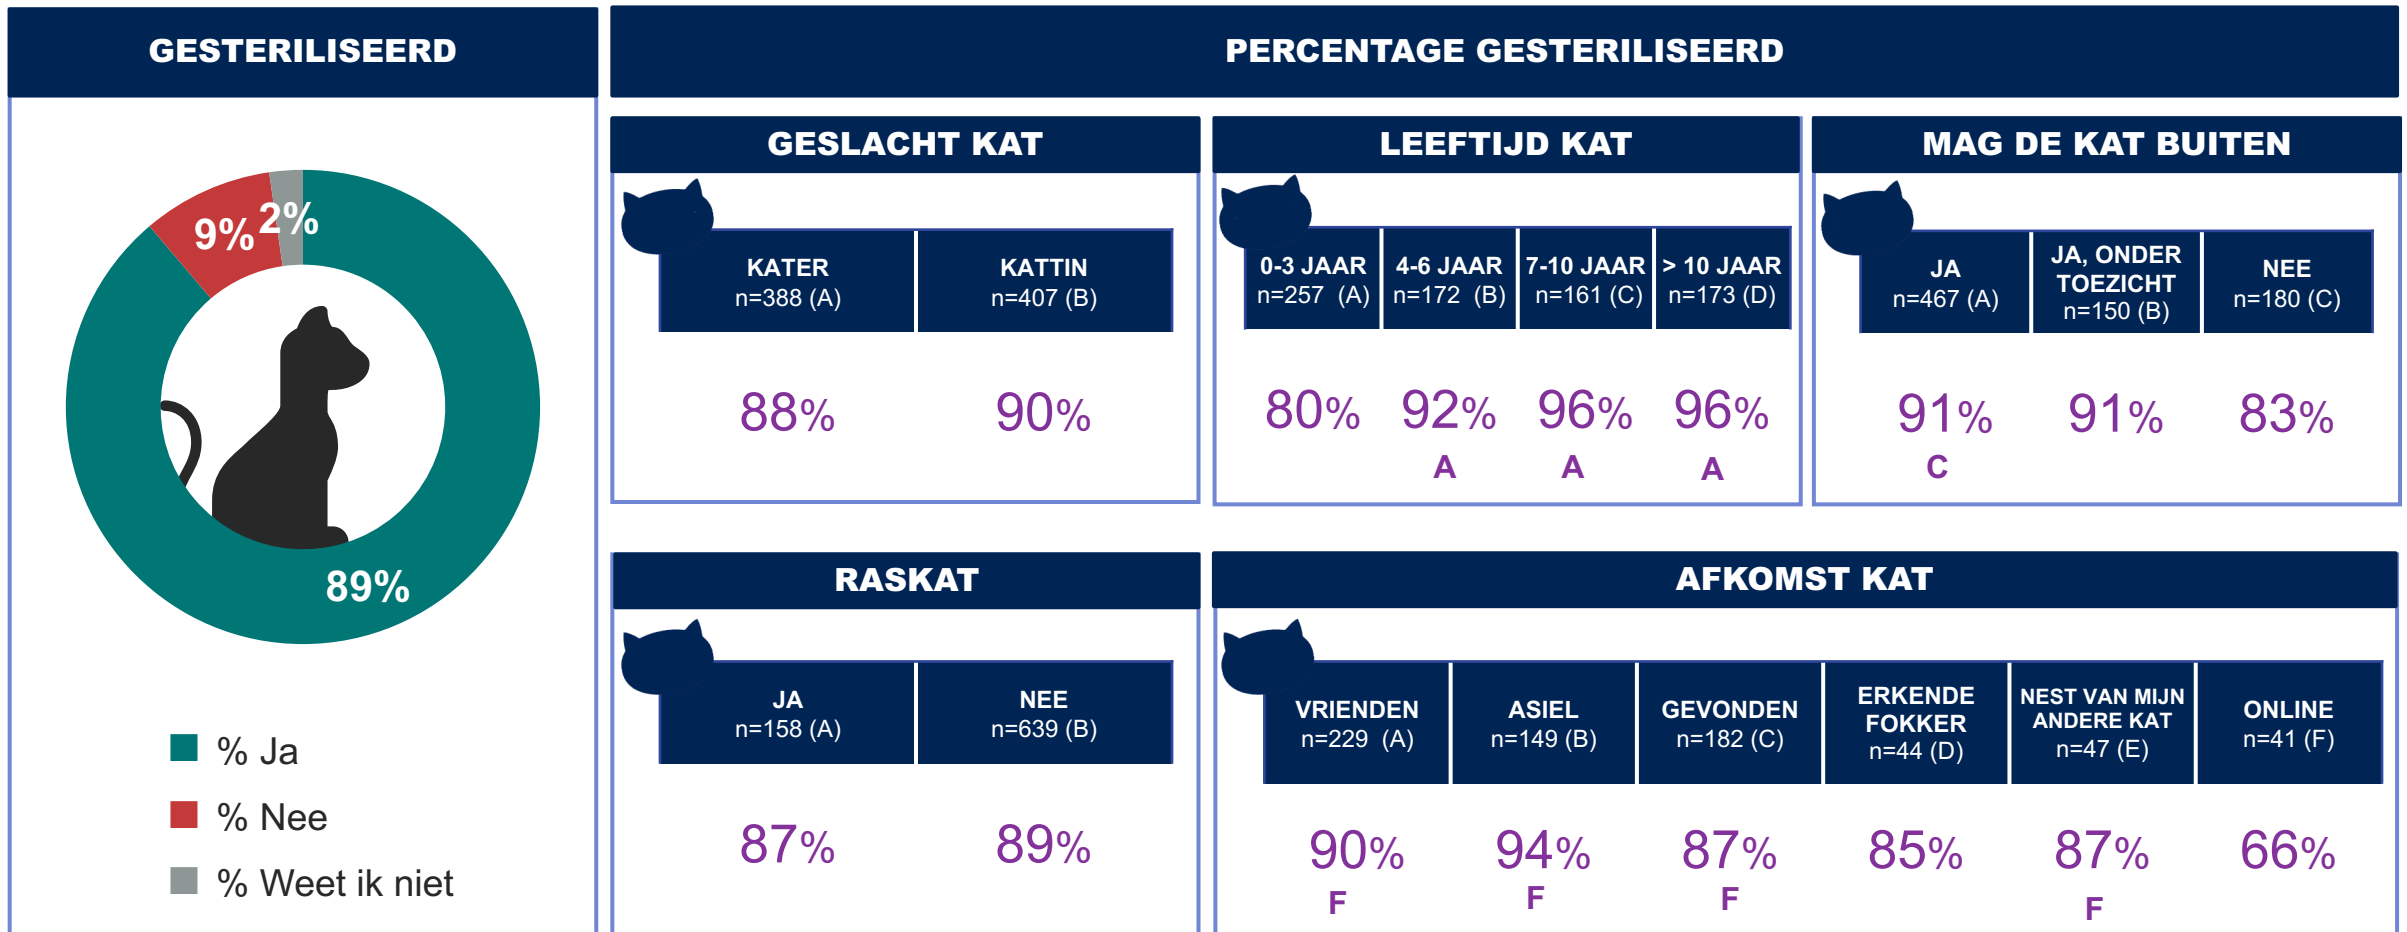 GESTERILISEERD
9%
2%
89%
% Ja
% Nee
% Weet ik niet
PERCENTAGE GESTERILISEERD
GESLACHT KAT
KATER
n=388 (A)
KATTIN
n=407 (B)
88%
90%
LEEFTIJD KAT
0-3 JAAR
n=257 (A)
4-6 JAAR
n=172 (B)
7-10 JAAR
n=161 (C)
> 10 JAAR
n=173 (D)
80%
92%
96%
96%
A
A
A
MAG DE KAT BUITEN
JA
n=467 (A)
JA, ONDER
TOEZICHT
n=150 (B)
NEE
n=180 (C)
91%
91%
83%
C
RASKAT
JA
n=158 (A)
NEE
n=639 (B)
87%
89%
AFKOMST KAT
VRIENDEN
n=229 (A)
ASIEL
n=149 (B)
GEVONDEN
n=182 (C)
ERKENDE
FOKKER
n=44 (D)
NEST VAN MIJN
ANDERE KAT
n=47 (E)
ONLINE
n=41 (F)
90%
94%
87%
85%
87%
66%
F
F
F
F